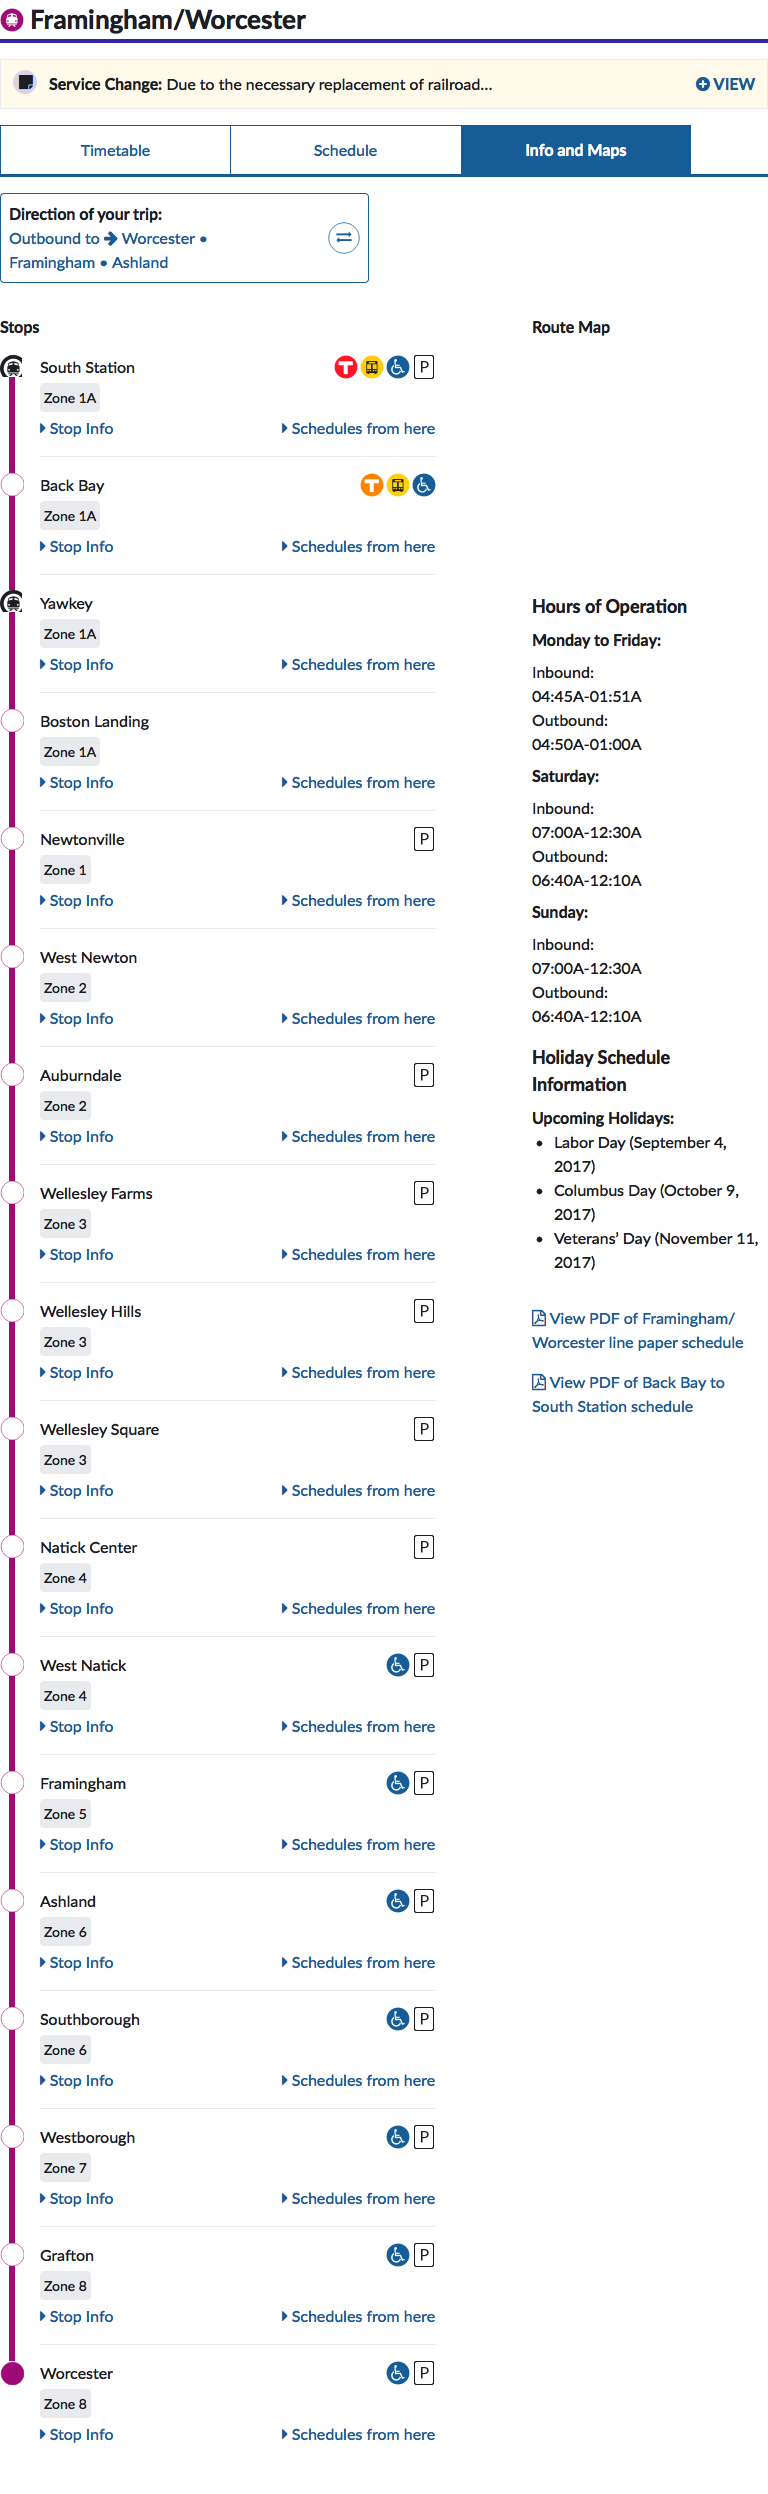 Framingham/Worcester
Service Change: Due to the necessary replacement of railroad...
VIEW
Timetable
Schedule
Info and Maps
Direction of your trip:
Outbound to Worcester •
Framingham • Ashland
Stops
South Station
T P
Zone 1A
Stop Info
Schedules from here
Back Bay
T
Zone 1A
Stop Info
Schedules from here
Yawkey
Zone 1A
Stop Info
Schedules from here
Boston Landing
Zone 1A
Stop Info
Schedules from here
Newtonville
P
Zone 1
Stop Info
Schedules from here
West Newton
Zone 2
Stop Info
Schedules from here
Auburndale
P
Zone 2
Stop Info
Schedules from here
Wellesley Farms
P
Zone 3
Stop Info
Schedules from here
Wellesley Hills
P
Zone 3
Stop Info
Schedules from here
Wellesley Square
P
Zone 3
Stop Info
Schedules from here
Natick Center
P
Zone 4
Stop Info
Schedules from here
West Natick
P
Zone 4
Stop Info
Schedules from here
Framingham
P
Zone 5
Stop Info
Schedules from here
Ashland
P
Zone 6
Stop Info
Schedules from here
Southborough
P
Zone 6
Stop Info
Schedules from here
Westborough
P
Zone 7
Stop Info
Schedules from here
Grafton
P
Zone 8
Stop Info
Schedules from here
Worcester
P
Zone 8
Stop Info
Schedules from here
Route Map
Hours of Operation
Monday to Friday:
Inbound:
04:45A-01:51A
Outbound:
04:50A-01:00A
Saturday:
Inbound:
07:00A-12:30A
Outbound:
06:40A-12:10A
Sunday:
Inbound:
07:00A-12:30A
Outbound:
06:40A-12:10A
Holiday Schedule
Information
Upcoming Holidays:
• Labor Day (September 4,
2017)
• Columbus Day (October 9,
2017)
• Veterans’ Day (November 11,
2017)
View PDF of Framingham/
Worcester line paper schedule
View PDF of Back Bay to
South Station schedule